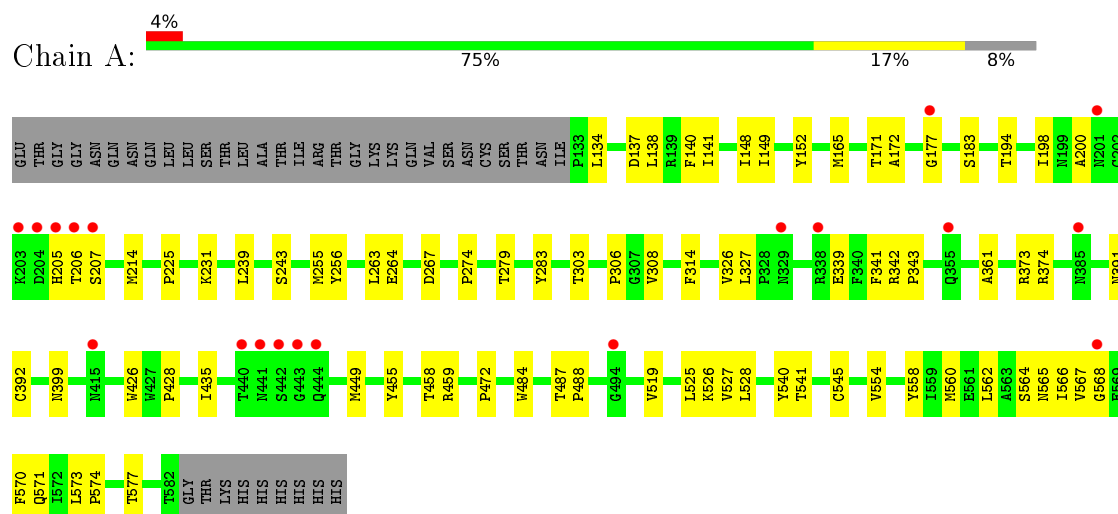 4%
Chain A:
75% 17% 8%
GLU THR GLY GLY ASN GLN ASN GLN LEU LEU SER THR LEU ALA THR ILE ARG THR GLY LYS LYS GLN VAL SER ASN CYS SER THR ASN ILE P133 L134 D137 L138 R139 F140 I141 I148 I149 Y152 M165 T171 A172 G177 S183 T194 I198 N199 A200 N201
K203 D204 H205 T206 S207 M214 P225 K231 L239 S243 M255 Y256 L263 E264 D267 P274 T279 Y283 T303 P306 G307 V308 F314 V326 L327 P328 N329 R338 E339 F340 F341 R342 P343 Q355 A361 R373 R374 N385
C392 N399 N415 W426 W427 P428 I435 T440 N441 S442 G443 Q444 M449 Y455 T458 R459 P472 W484 T487 P488 G494 V519 L525 K526 V527 L528 Y540 T541 C545 V554 Y558 I559 M560 E561 L562 A563 S564 N565 I566 V567 G568
F570 Q571 I572 L573 P574 T577 T582 GLY THR LYS HIS HIS HIS HIS HIS HIS